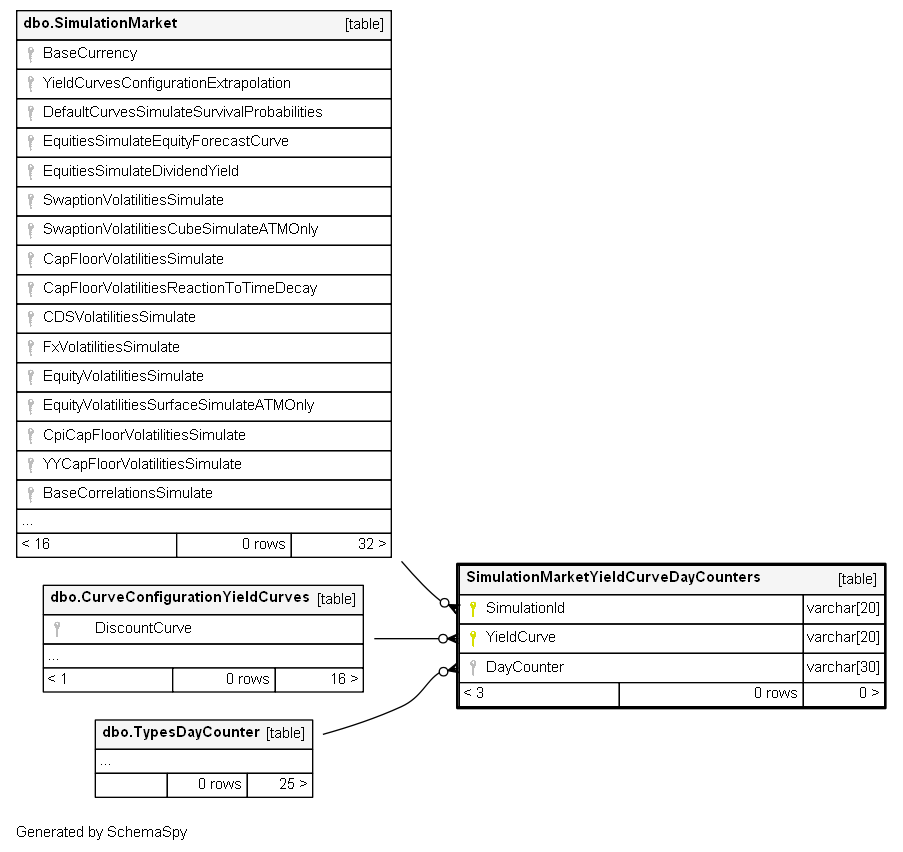 dbo.SimulationMarket [table]
BaseCurrency
YieldCurvesConfigurationExtrapolation
DefaultCurvesSimulateSurvivalProbabilities
EquitiesSimulateEquityForecastCurve
EquitiesSimulateDividendYield
SwaptionVolatilitiesSimulate
SwaptionVolatilitiesCubeSimulateATMOnly
CapFloorVolatilitiesSimulate
CapFloorVolatilitiesReactionToTimeDecay
CDSVolatilitiesSimulate
FxVolatilitiesSimulate
EquityVolatilitiesSimulate
EquityVolatilitiesSurfaceSimulateATMOnly
CpiCapFloorVolatilitiesSimulate
YYCapFloorVolatilitiesSimulate
BaseCorrelationsSimulate
...
< 16 0 rows 32 >
dbo.CurveConfigurationYieldCurves [table]
DiscountCurve
...
< 1 0 rows 16 >
dbo.TypesDayCounter [table]
...
0 rows 25 >
SimulationMarketYieldCurveDayCounters [table]
SimulationId varchar[20]
YieldCurve varchar[20]
DayCounter varchar[30]
< 3 0 rows 0 >
Generated by SchemaSpy